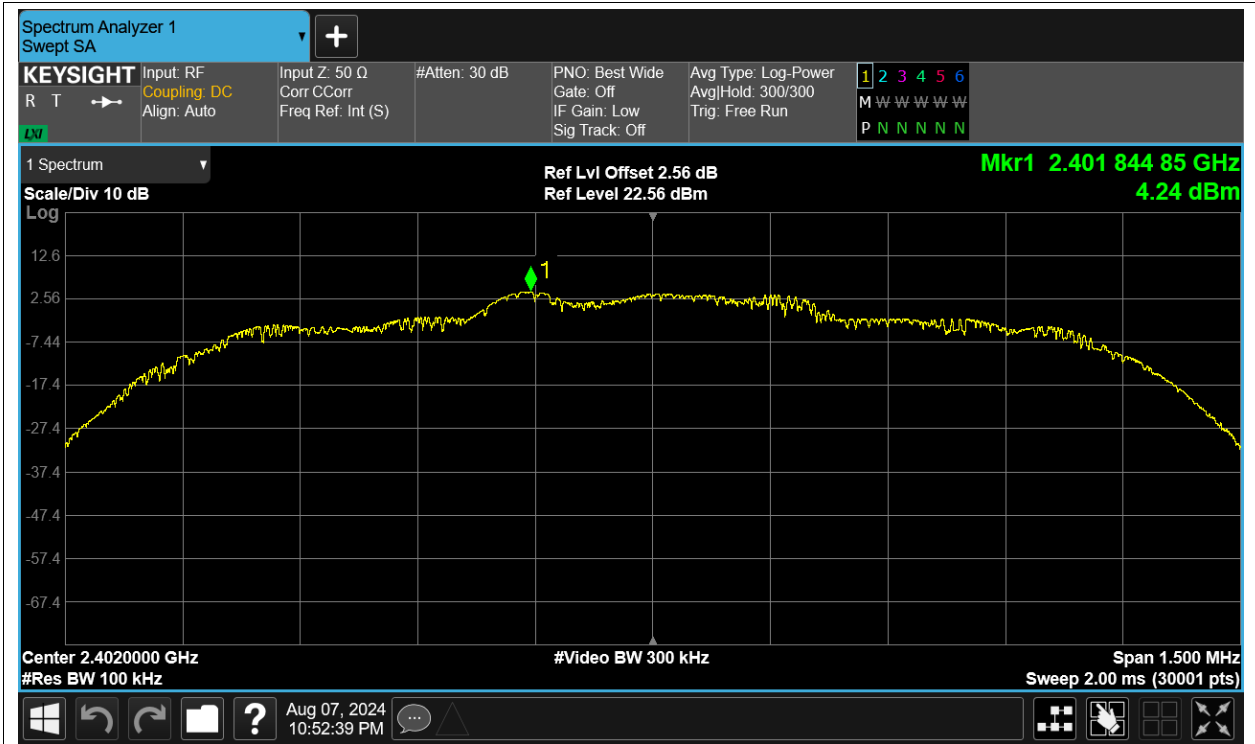 Spectrum Analyzer 1
Swept SA
+
KEYSIGHT
R T
LXI
Input: RF
Coupling: DC
Align: Auto
Input Z: 50 Ω
Corr CCorr
Freq Ref: Int (S)
#Atten: 30 dB
PNO: Best Wide
Gate: Off
IF Gain: Low
Sig Track: Off
Avg Type: Log-Power
Avg|Hold: 300/300
Trig: Free Run
1 2 3 4 5 6
M W W W W W
P N N N N N
1 Spectrum
Scale/Div 10 dB
Ref Lvl Offset 2.56 dB
Ref Level 22.56 dBm
Mkr1 2.401 844 85 GHz
4.24 dBm
Log
12.6
2.56
-7.44
-17.4
-27.4
-37.4
-47.4
-57.4
-67.4
1
Center 2.4020000 GHz
#Res BW 100 kHz
#Video BW 300 kHz
Span 1.500 MHz
Sweep 2.00 ms (30001 pts)
?
Aug 07, 2024
10:52:39 PM